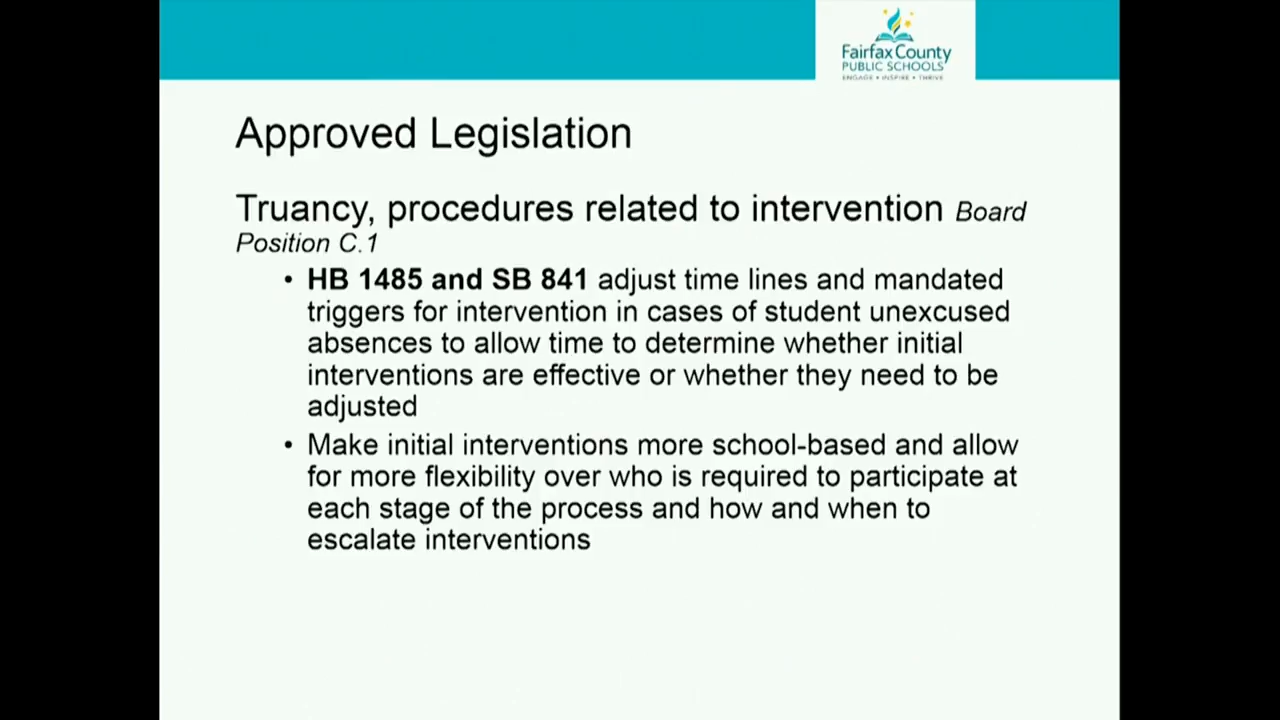 Fairfax County
PUBLIC SCHOOLS
ENGAGE • INSPIRE • THRIVE
Approved Legislation
Truancy, procedures related to intervention Board
Position C.1
• HB 1485 and SB 841 adjust time lines and mandated
triggers for intervention in cases of student unexcused
absences to allow time to determine whether initial
interventions are effective or whether they need to be
adjusted
• Make initial interventions more school-based and allow
for more flexibility over who is required to participate at
each stage of the process and how and when to
escalate interventions